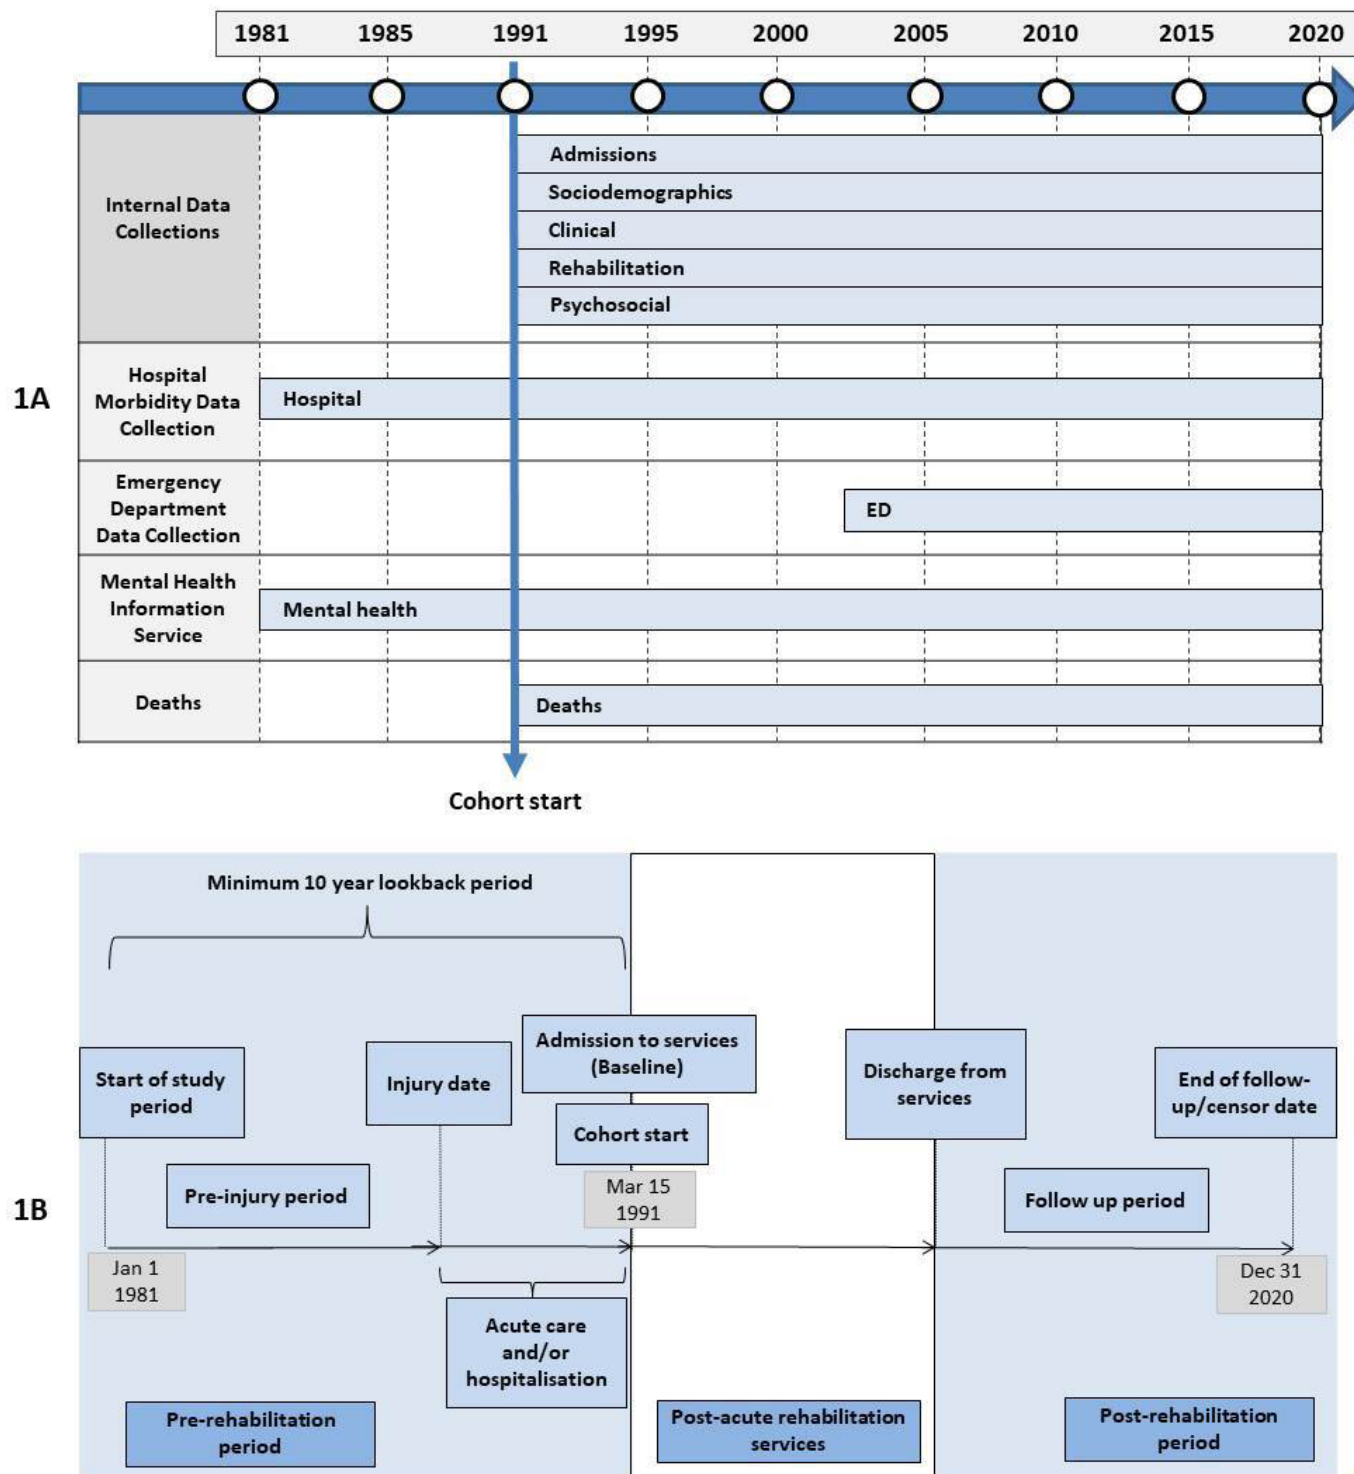 1981 1985 1991 1995 2000 2005 2010 2015 2020
1A
Internal Data
Collections
Admissions
Sociodemographics
Clinical
Rehabilitation
Psychosocial
Hospital
Morbidity Data
Collection
Hospital
Emergency
Department
Data Collection
ED
Mental Health
Information
Service
Mental health
Deaths
Deaths
Cohort start
1B
Minimum 10 year lookback period
Start of study
period
Injury date
Admission to services
(Baseline)
Cohort start
Mar 15
1991
Discharge from
services
End of follow-
up/censor date
Pre-injury period
Follow up period
Jan 1
1981
Dec 31
2020
Acute care
and/or
hospitalisation
Pre-rehabilitation
period
Post-acute rehabilitation
services
Post-rehabilitation
period